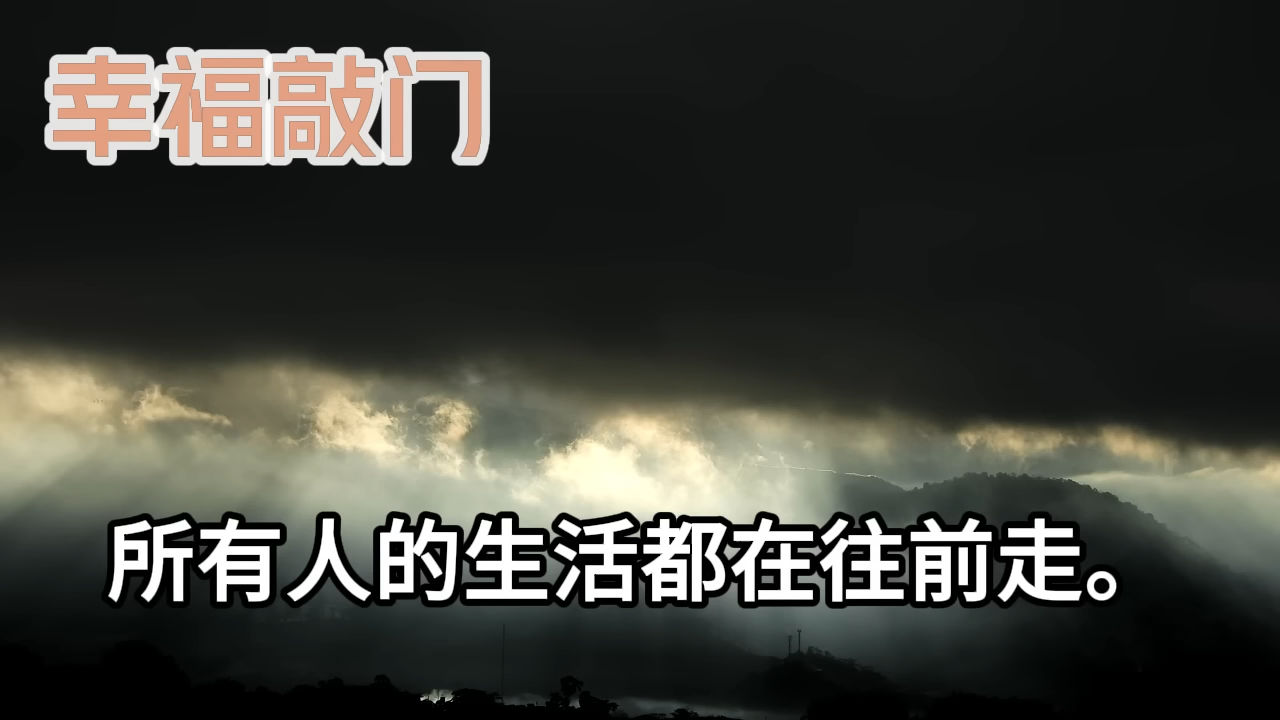 幸福敲门
所有人的生活都在往前走。